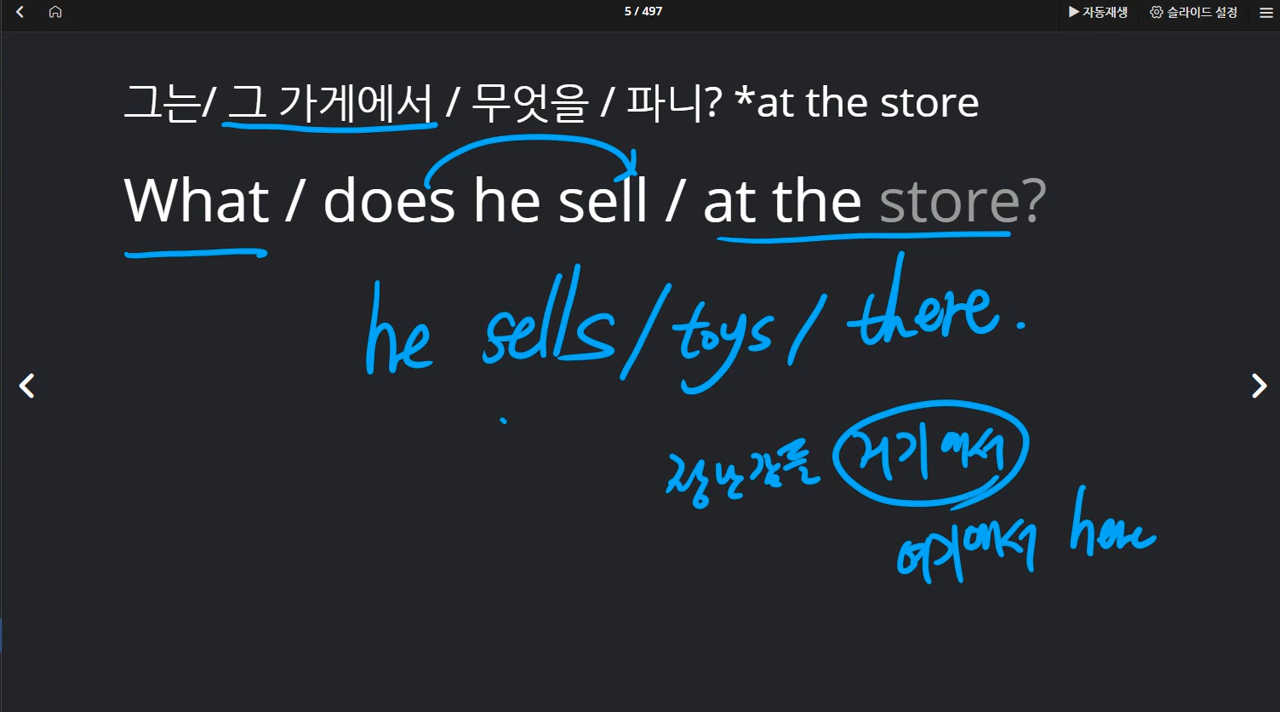 5 / 497
▶ 자동재생
슬라이드 설정
그는/ 그 가게에서 / 무엇을 / 파니? *at the store
What / does he sell / at the store?
he sells/toys/there.
장난감들 거기에서
여기에서 here